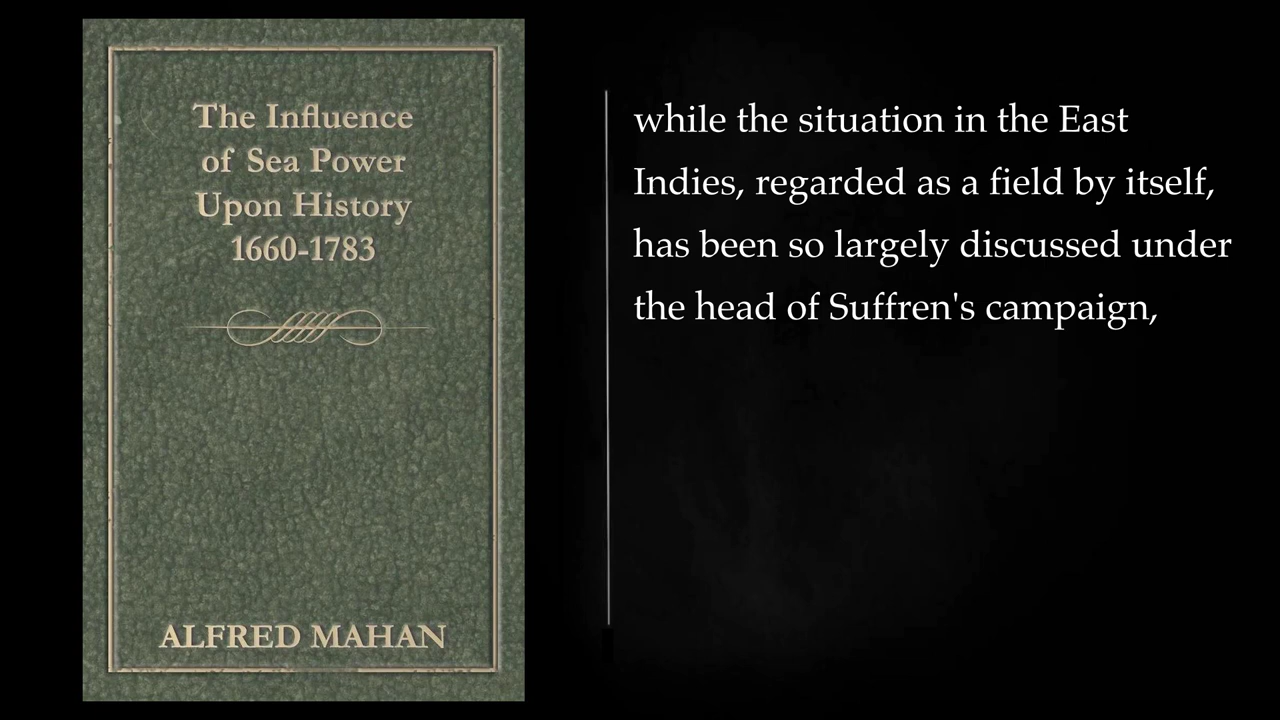 The Influence
of Sea Power
Upon History
1660-1783
ALFRED MAHAN
while the situation in the East
Indies, regarded as a field by itself,
has been so largely discussed under
the head of Suffren's campaign,